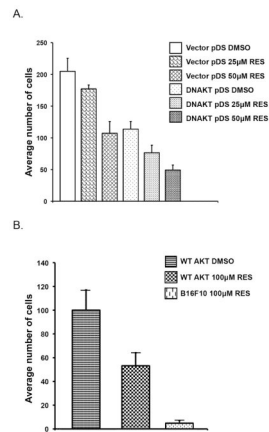 A.
Average number of cells
250
200
150
100
50
0
Vector pDS DMSO
Vector pDS 25μM RES
Vector pDS 50μM RES
DNAKT pDS DMSO
DNAKT pDS 25μM RES
DNAKT pDS 50μM RES
B.
Average number of cells
140
120
100
80
60
40
20
0
WT AKT DMSO
WT AKT 100μM RES
B16F10 100μM RES